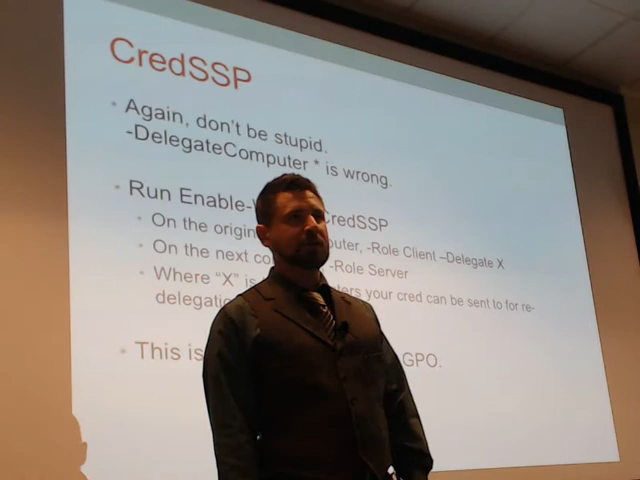 CredSSP
• Again, don't be stupid.
-DelegateComputer * is wrong.
• Run Enable- CredSSP
• On the origin uter, -Role Client –Delegate X
• On the next co , -Role Server
• Where "X" is ters your cred can be sent to for re-
delegatio
• This is GPO.